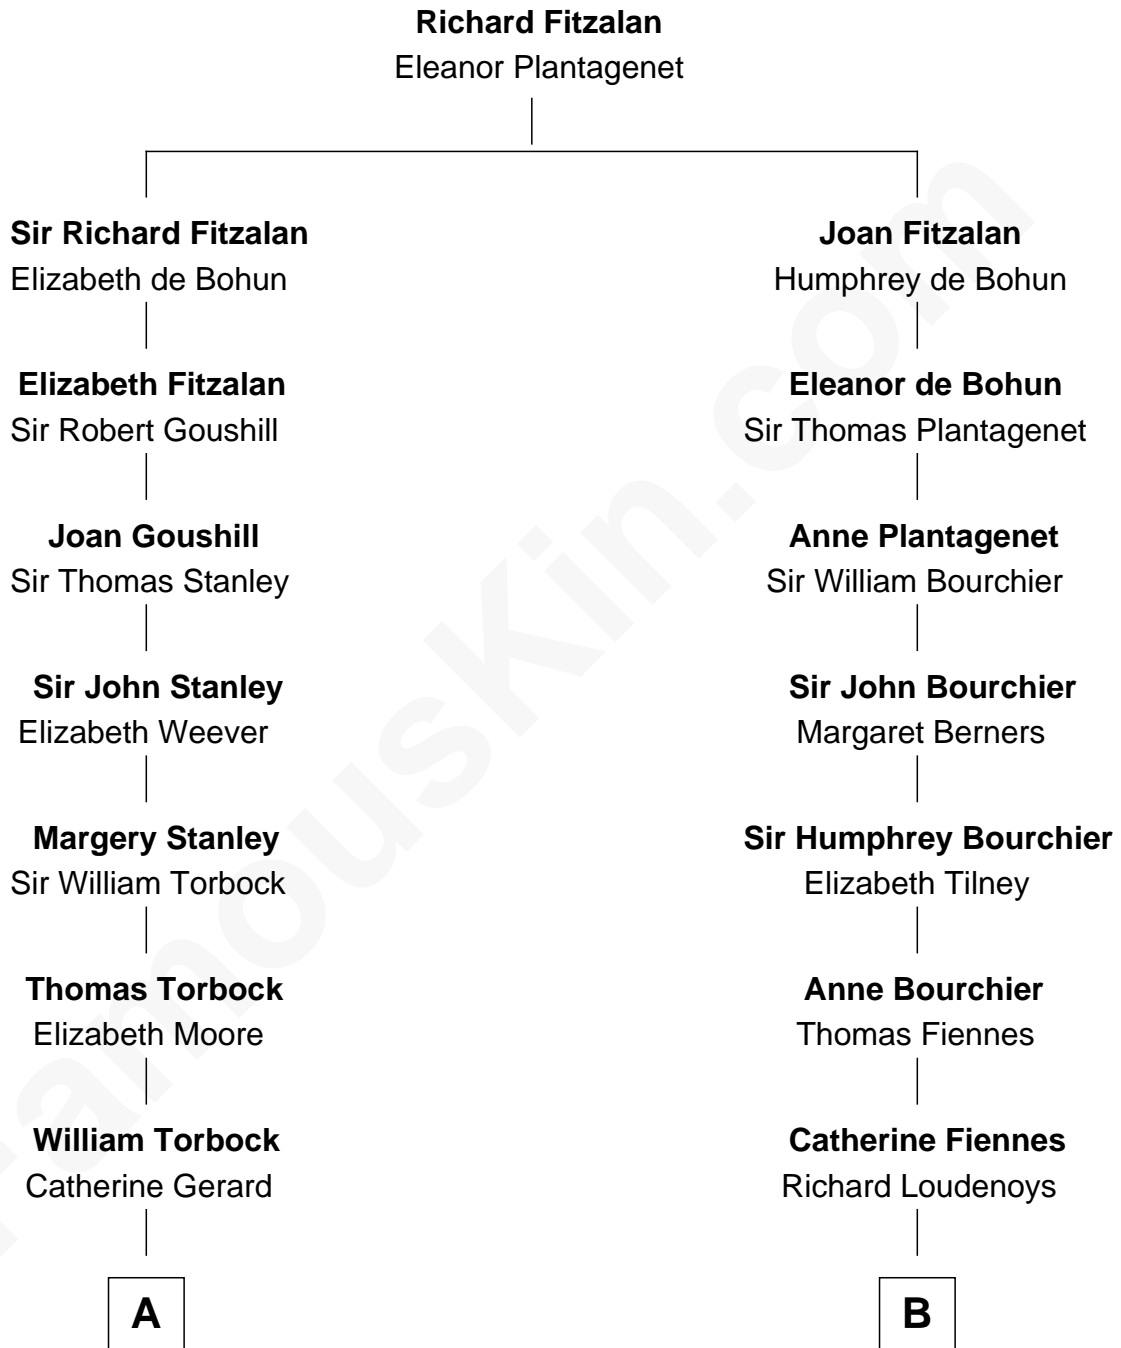 Richard Fitzalan
Eleanor Plantagenet
Sir Richard Fitzalan
Elizabeth de Bohun
Elizabeth Fitzalan
Sir Robert Goushill
Joan Goushill
Sir Thomas Stanley
Sir John Stanley
Elizabeth Weever
Margery Stanley
Sir William Torbock
Thomas Torbock
Elizabeth Moore
William Torbock
Catherine Gerard
A
Joan Fitzalan
Humphrey de Bohun
Eleanor de Bohun
Sir Thomas Plantagenet
Anne Plantagenet
Sir William Bourchier
Sir John Bourchier
Margaret Berners
Sir Humphrey Bourchier
Elizabeth Tilney
Anne Bourchier
Thomas Fiennes
Catherine Fiennes
Richard Loudenoys
B
FamousKin.com